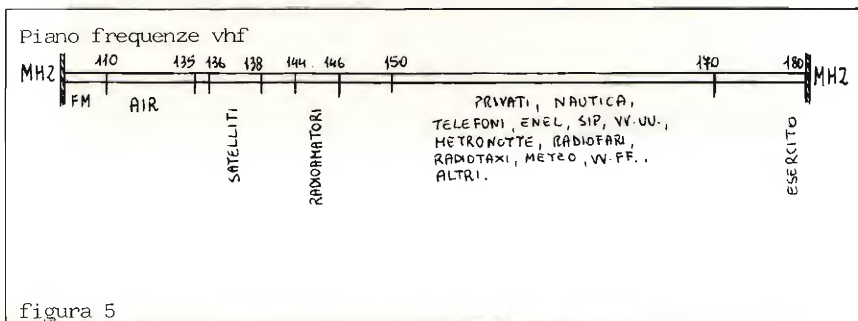 Piano frequenze vhf
MHZ 110 135 136 138 144 146 150 170 180 MHZ
FM AIR SATELLITI RADIOAMATORI ESERCITO
PRIVATI, NAUTICA,
TELEFONI, ENEL, SIP, VV.UU.,
METRONOTTE, RADIOFARI,
RADIOTAXI, METEO, VV.FF..
ALTRI.
figura 5